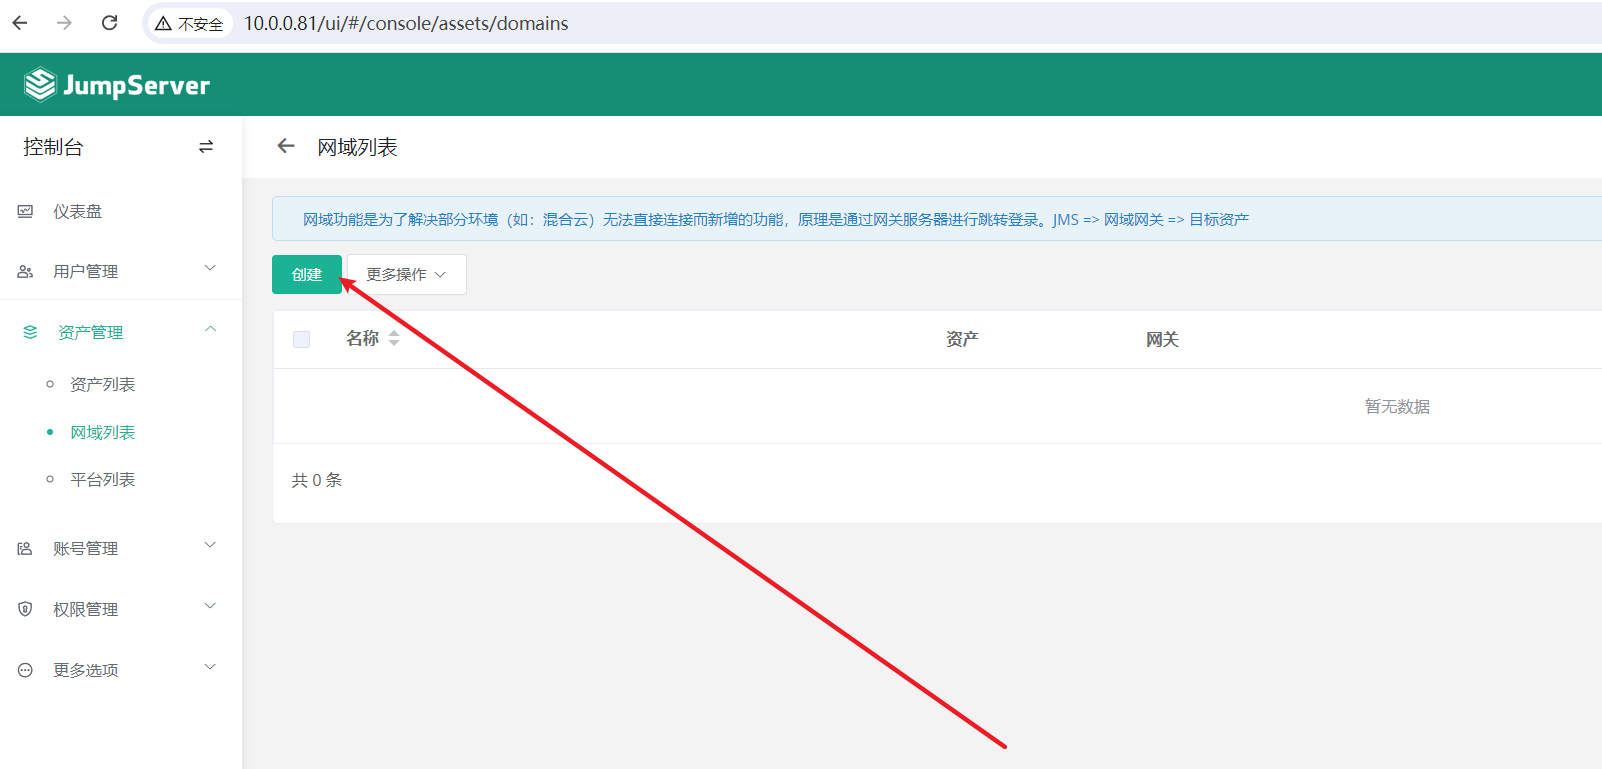 不安全 10.0.0.81/ui/#/console/assets/domains
JumpServer
控制台
网域列表
仪表盘
用户管理
资产管理
资产列表
网域列表
平台列表
账号管理
权限管理
更多选项
网域功能是为了解决部分环境（如：混合云）无法直接连接而新增的功能，原理是通过网关服务器进行跳转登录。JMS => 网域网关 => 目标资产
创建 更多操作
名称 资产 网关
暂无数据
共 0 条